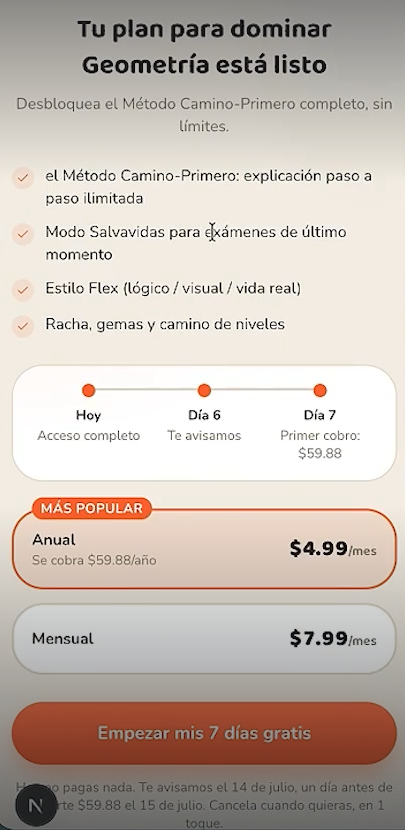 Tu plan para dominar
Geometría está listo
Desbloquea el Método Camino-Primero completo, sin
límites.
el Método Camino-Primero: explicación paso a
paso ilimitada
Modo Salvavidas para exámenes de último
momento
Estilo Flex (lógico / visual / vida real)
Racha, gemas y camino de niveles
Hoy
Acceso completo
Día 6
Te avisamos
Día 7
Primer cobro:
$59.88
MÁS POPULAR
Anual
Se cobra $59.88/año
$4.99/mes
Mensual
$7.99/mes
Empezar mis 7 días gratis
no pagas nada. Te avisamos el 14 de julio, un día antes de
$59.88 el 15 de julio. Cancela cuando quieras, en 1
toque.
N